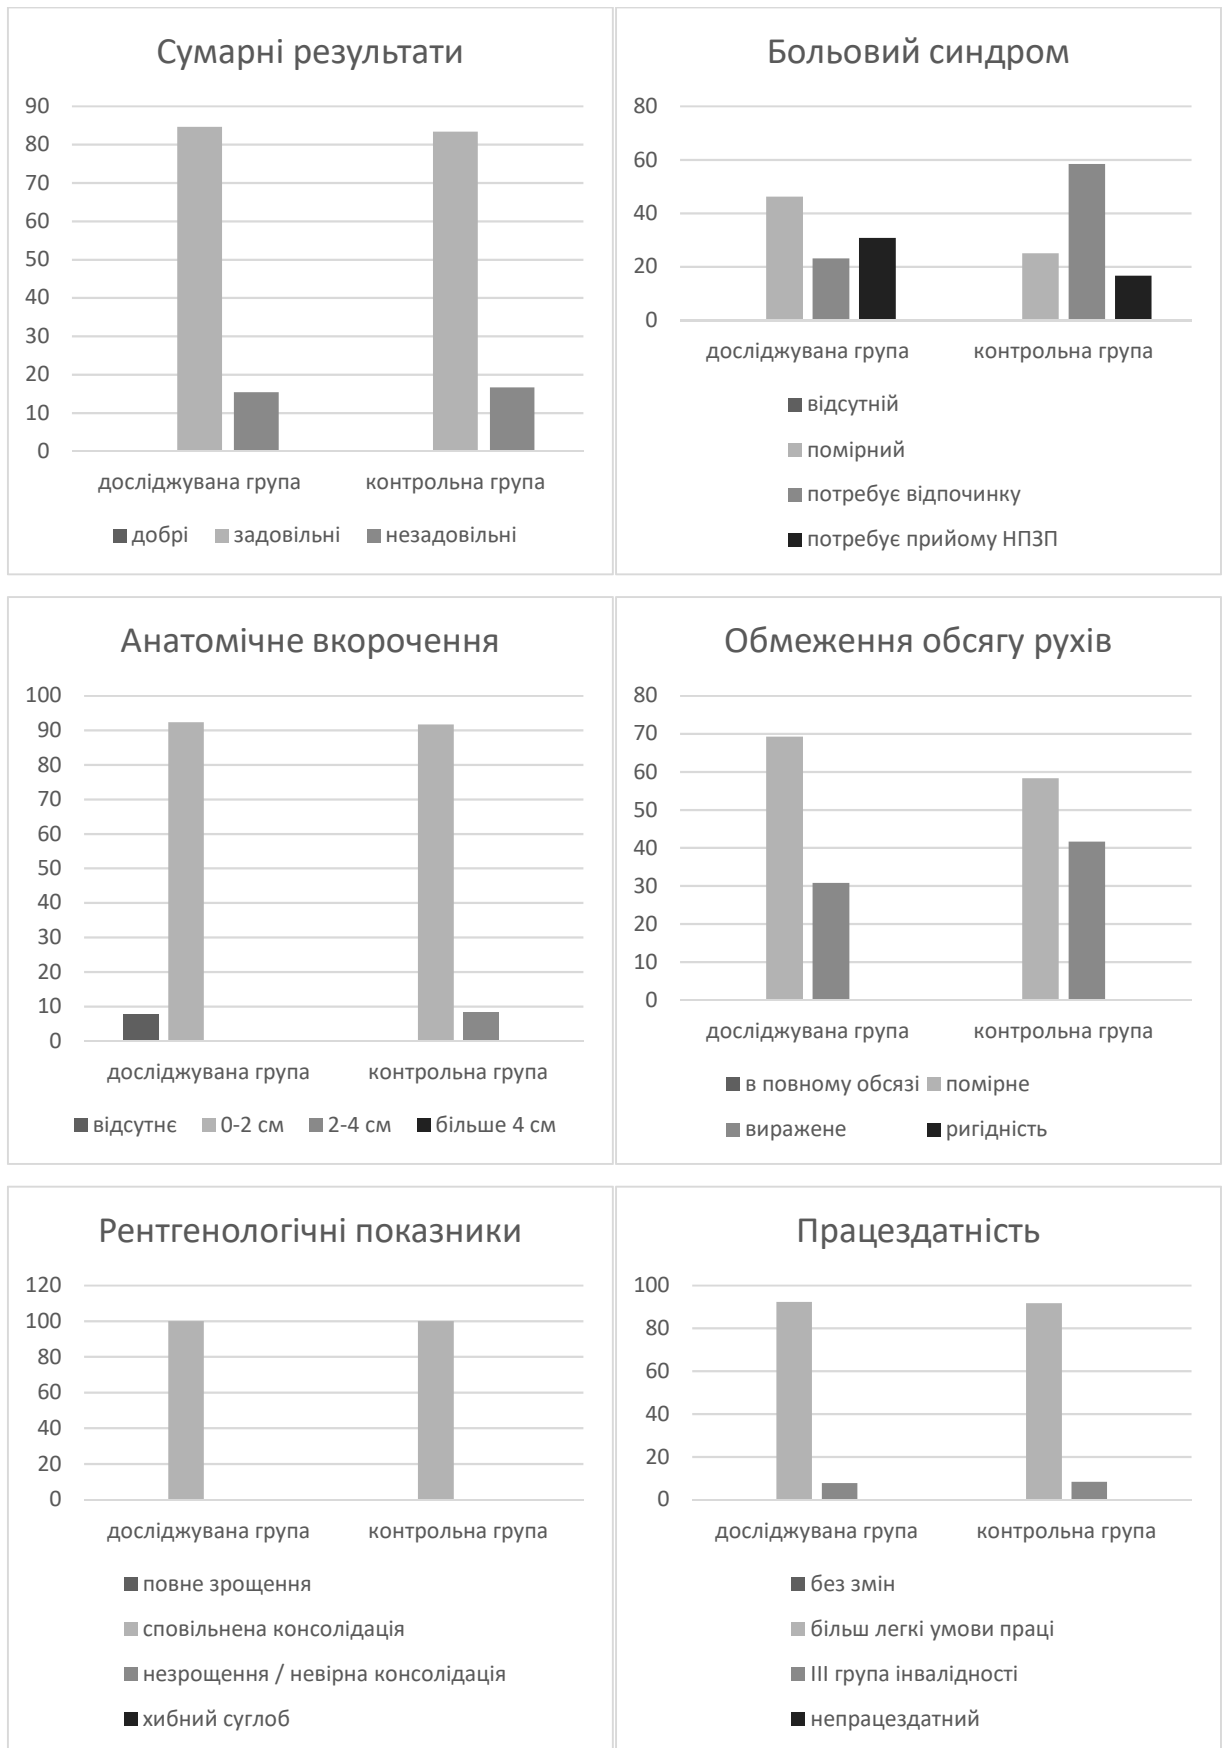 Сумарні результати
90
80
70
60
50
40
30
20
10
0
досліджувана група контрольна група
добрі задовільні незадовільні
Больовий синдром
80
60
40
20
0
досліджувана група контрольна група
відсутній
помірний
потребує відпочинку
потребує прийому НПЗП
Анатомічне вкорочення
100
90
80
70
60
50
40
30
20
10
0
досліджувана група контрольна група
відсутнє 0-2 см 2-4 см більше 4 см
Обмеження обсягу рухів
80
70
60
50
40
30
20
10
0
досліджувана група контрольна група
в повному обсязі помірне
виражене ригідність
Рентгенологічні показники
120
100
80
60
40
20
0
досліджувана група контрольна група
повне зрощення
сповільнена консолідація
незрощення / невірна консолідація
хибний суглоб
Працездатність
100
80
60
40
20
0
досліджувана група контрольна група
без змін
більш легкі умови праці
ІІІ група інвалідності
непрацездатний